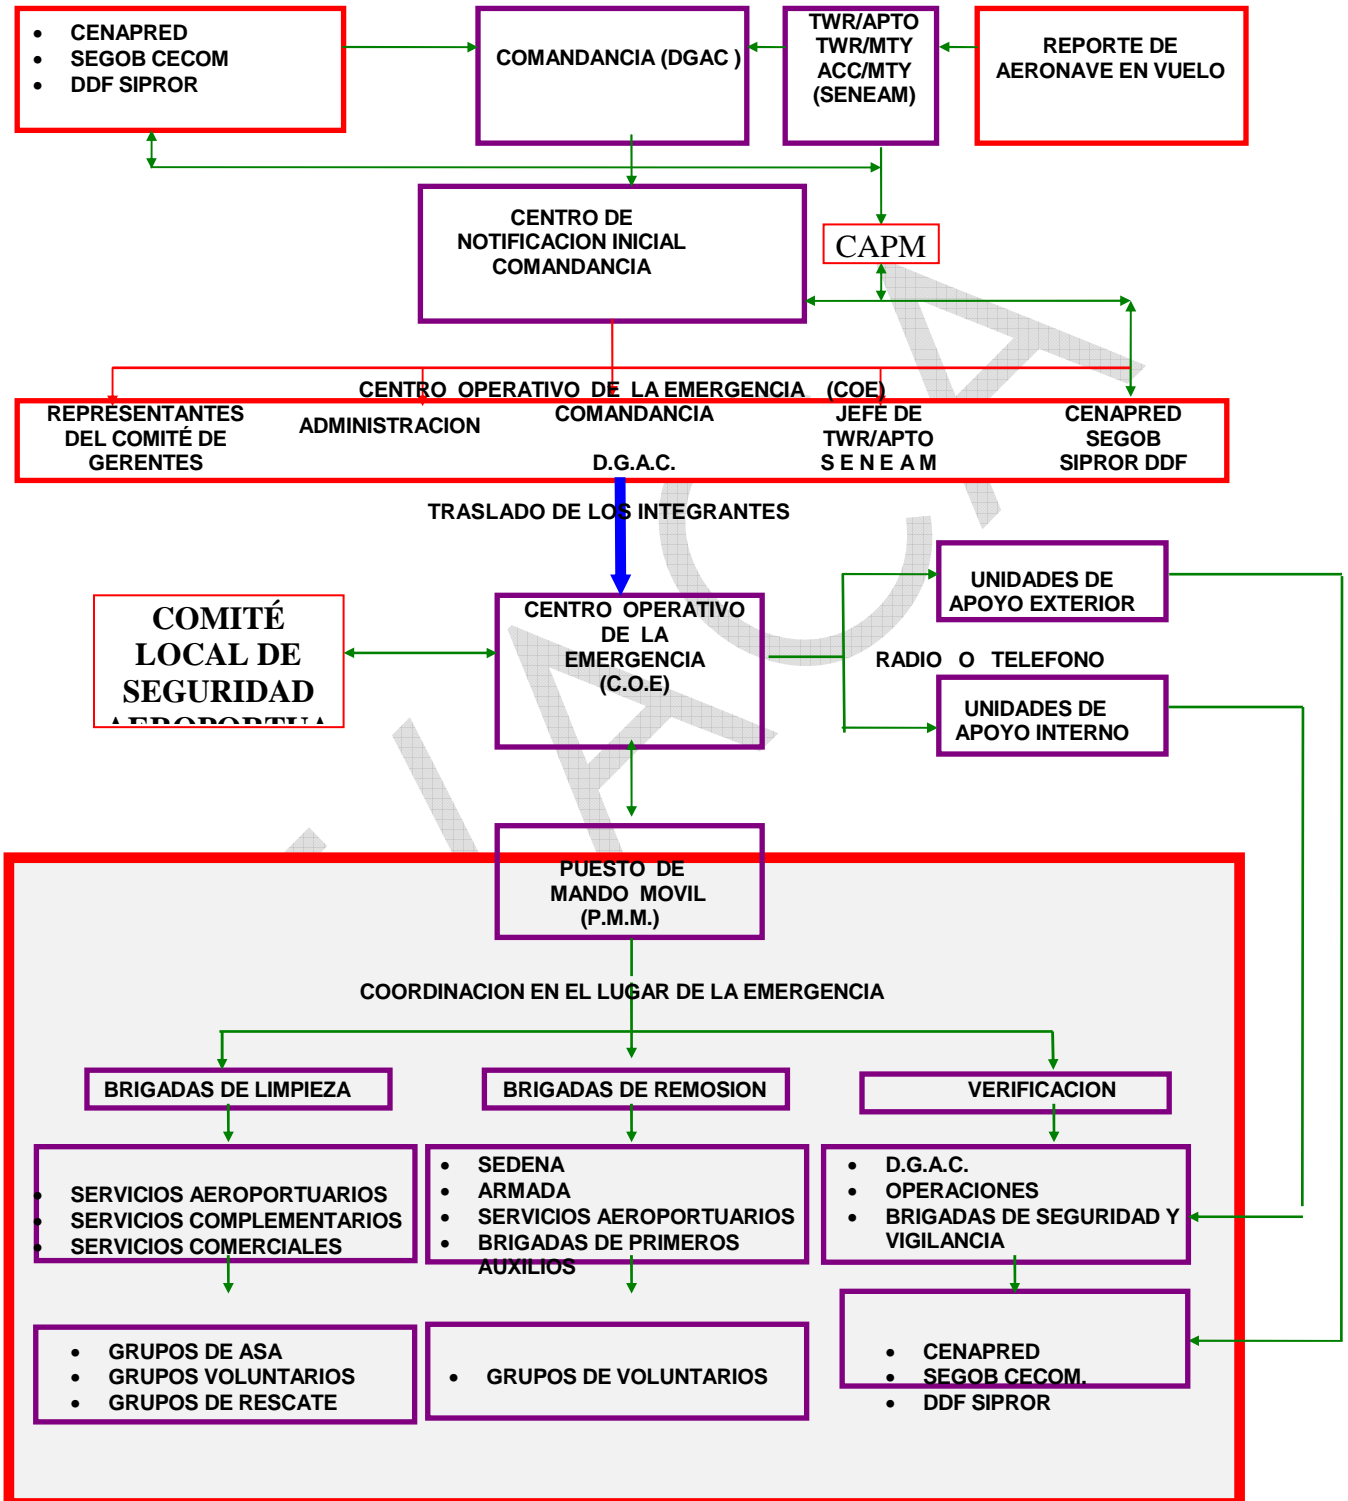 • CENAPRED
• SEGOB CECOM
• DDF SIPROR
COMANDANCIA (DGAC )
TWR/APTO
TWR/MTY
ACC/MTY
(SENEAM)
REPORTE DE
AERONAVE EN VUELO
CENTRO DE
NOTIFICACION INICIAL
COMANDANCIA
CAPM
CENTRO OPERATIVO DE LA EMERGENCIA (COE)
REPRESENTANTES
DEL COMITÉ DE
GERENTES
ADMINISTRACION
COMANDANCIA
D.G.A.C.
JEFE DE
TWR/APTO
S E N E A M
CENAPRED
SEGOB
SIPROR DDF
TRASLADO DE LOS INTEGRANTES
COMITÉ
LOCAL DE
SEGURIDAD
AEROPORTUA
CENTRO OPERATIVO
DE LA
EMERGENCIA
(C.O.E)
UNIDADES DE
APOYO EXTERIOR
RADIO O TELEFONO
UNIDADES DE
APOYO INTERNO
PUESTO DE
MANDO MOVIL
(P.M.M.)
COORDINACION EN EL LUGAR DE LA EMERGENCIA
BRIGADAS DE LIMPIEZA
BRIGADAS DE REMOSION
VERIFICACION
• SERVICIOS AEROPORTUARIOS
• SERVICIOS COMPLEMENTARIOS
• SERVICIOS COMERCIALES
• SEDENA
• ARMADA
• SERVICIOS AEROPORTUARIOS
• BRIGADAS DE PRIMEROS
AUXILIOS
• D.G.A.C.
• OPERACIONES
• BRIGADAS DE SEGURIDAD Y
VIGILANCIA
• GRUPOS DE ASA
• GRUPOS VOLUNTARIOS
• GRUPOS DE RESCATE
• GRUPOS DE VOLUNTARIOS
• CENAPRED
• SEGOB CECOM.
• DDF SIPROR